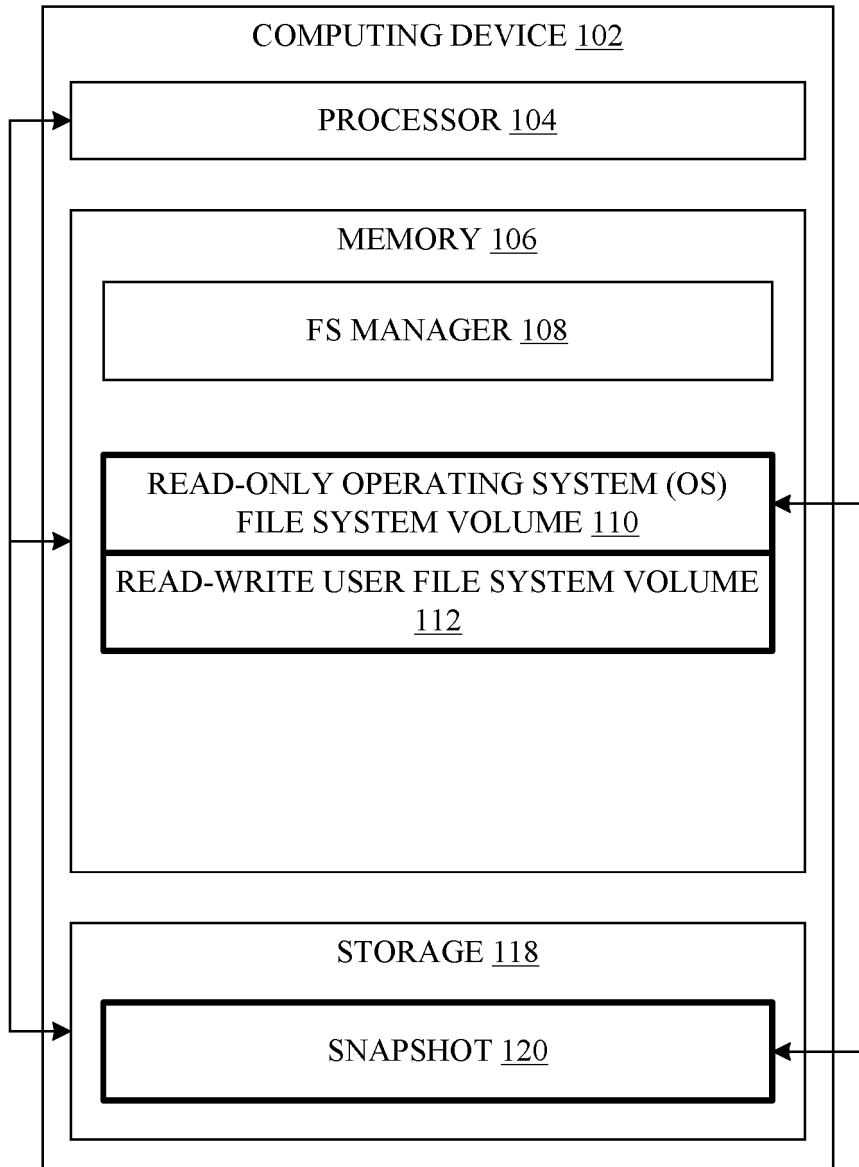 COMPUTING DEVICE 102
PROCESSOR 104
MEMORY 106
FS MANAGER 108
READ-ONLY OPERATING SYSTEM (OS)
FILE SYSTEM VOLUME 110
READ-WRITE USER FILE SYSTEM VOLUME
112
STORAGE 118
SNAPSHOT 120